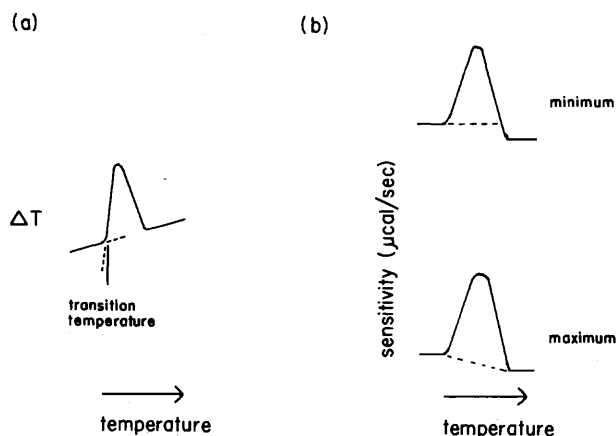 (a)
ΔT
transition
temperature
temperature
(b)
sensitivity (μcal/sec)
minimum
maximum
temperature